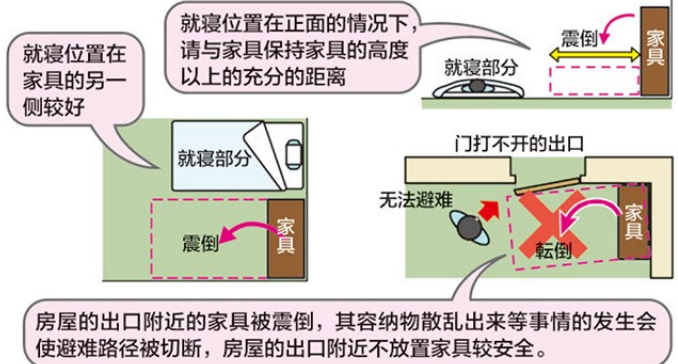 就寝位置在
家具的另一
侧较好
就寝位置在正面的情况下,
请与家具保持家具的高度
以上的充分的距离
震倒
家具
就寝部分
就寝部分
震倒
家具
门打不开的出口
无法避难
家具
転倒
房屋的出口附近的家具被震倒，其容纳物散乱出来等事情的发生会
使避难路径被切断，房屋的出口附近不放置家具较安全。